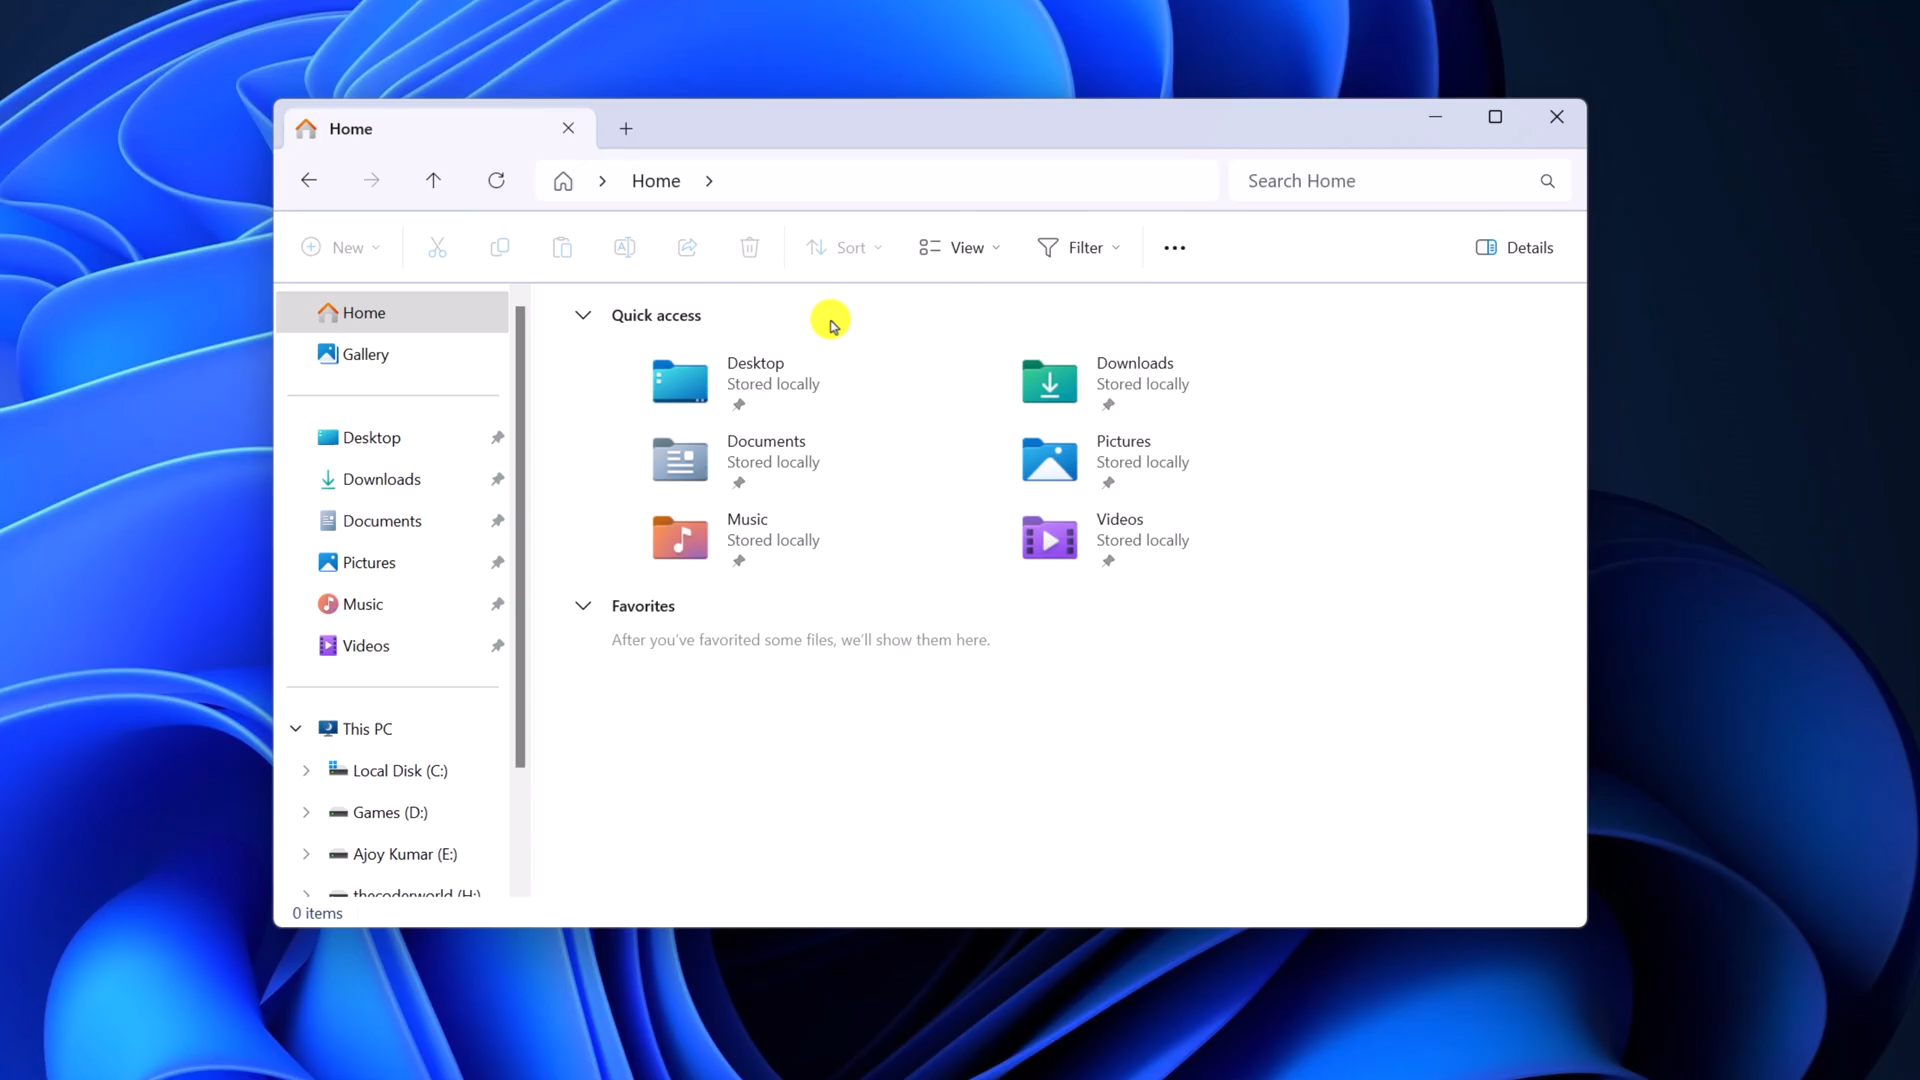 Home
Home
Search Home
New
Sort
View
Filter
Details
Home
Gallery
Desktop
Downloads
Documents
Pictures
Music
Videos
This PC
Local Disk (C:)
Games (D:)
Ajoy Kumar (E:)
thecoderworld (H:)
0 items
Quick access
Desktop
Stored locally
Downloads
Stored locally
Documents
Stored locally
Pictures
Stored locally
Music
Stored locally
Videos
Stored locally
Favorites
After you've favorited some files, we'll show them here.